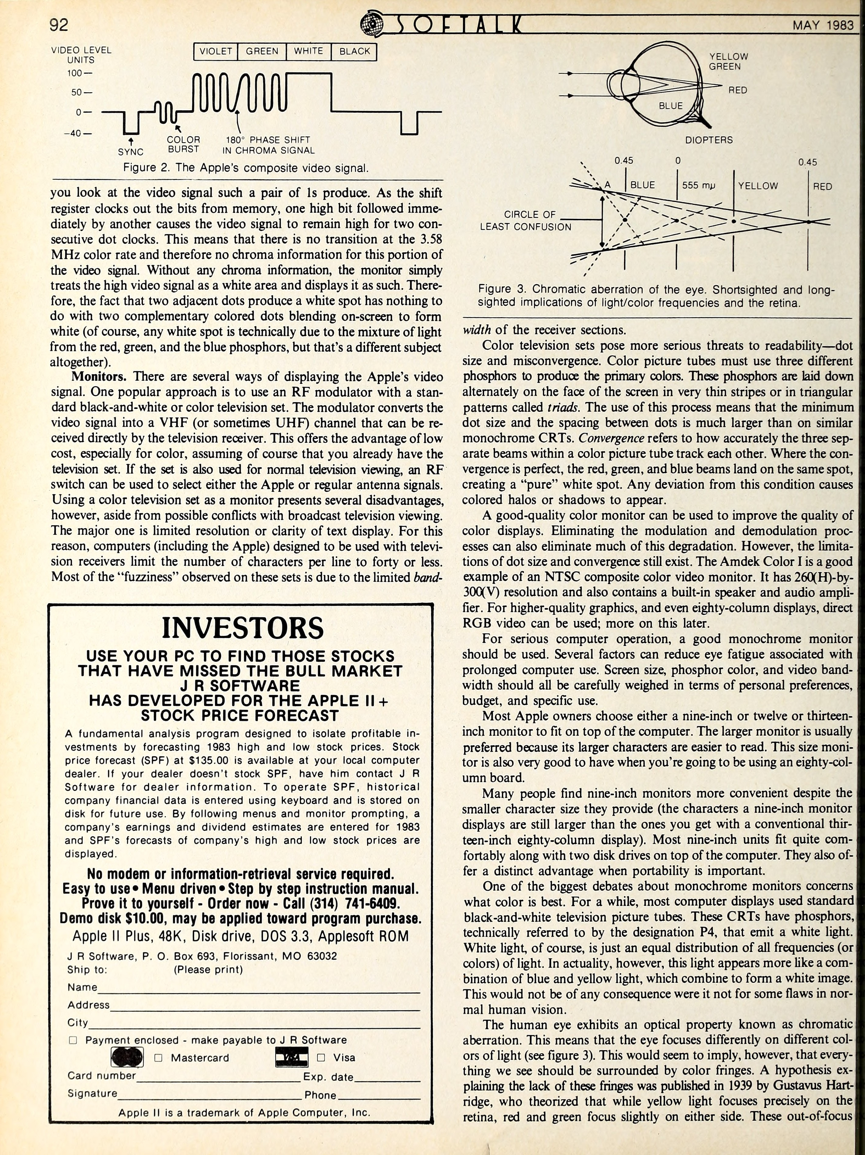 92
SOFTALK
MAY 1983
VIDEO LEVEL
UNITS
VIOLET
GREEN
WHITE
BLACK
100
50
0
-40
SYNC
COLOR
BURST
180° PHASE SHIFT
IN CHROMA SIGNAL
Figure 2. The Apple's composite video signal.
you look at the video signal such a pair of 1s produce. As the shift
register clocks out the bits from memory, one high bit followed imme-
diately by another causes the video signal to remain high for two con-
secutive dot clocks. This means that there is no transition at the 3.58
MHz color rate and therefore no chroma information for this portion of
the video signal. Without any chroma information, the monitor simply
treats the high video signal as a white area and displays it as such. There-
fore, the fact that two adjacent dots produce a white spot has nothing to
do with two complementary colored dots blending on-screen to form
white (of course, any white spot is technically due to the mixture of light
from the red, green, and the blue phosphors, but that's a different subject
altogether).
Monitors. There are several ways of displaying the Apple's video
signal. One popular approach is to use an RF modulator with a stan-
dard black-and-white or color television set. The modulator converts the
video signal into a VHF (or sometimes UHF) channel that can be re-
ceived directly by the television receiver. This offers the advantage of low
cost, especially for color, assuming of course that you already have the
television set. If the set is also used for normal television viewing, an RF
switch can be used to select either the Apple or regular antenna signals.
Using a color television set as a monitor presents several disadvantages,
however, aside from possible conflicts with broadcast television viewing.
The major one is limited resolution or clarity of text display. For this
reason, computers (including the Apple) designed to be used with televi-
sion receivers limit the number of characters per line to forty or less.
Most of the "fuzziness" observed on these sets is due to the limited band-
INVESTORS
USE YOUR PC TO FIND THOSE STOCKS
THAT HAVE MISSED THE BULL MARKET
J R SOFTWARE
HAS DEVELOPED FOR THE APPLE II +
STOCK PRICE FORECAST
A fundamental analysis program designed to isolate profitable in-
vestments by forecasting 1983 high and low stock prices. Stock
price forecast (SPF) at $135.00 is available at your local computer
dealer. If your dealer doesn't stock SPF, have him contact J R
Software for dealer information. To operate SPF, historical
company financial data is entered using keyboard and is stored on
disk for future use. By following menus and monitor prompting, a
company's earnings and dividend estimates are entered for 1983
and SPF's forecasts of company's high and low stock prices are
displayed.
No modem or information-retrieval service required.
Easy to use • Menu driven • Step by step instruction manual.
Prove it to yourself - Order now - Call (314) 741-6409.
Demo disk $10.00, may be applied toward program purchase.
Apple II Plus, 48K, Disk drive, DOS 3.3, Applesoft ROM
J R Software, P. O. Box 693, Florissant, MO 63032
Ship to: (Please print)
Name
Address
City
☐ Payment enclosed - make payable to J R Software
☐ Mastercard VISA ☐ Visa
Card number Exp. date
Signature Phone
Apple II is a trademark of Apple Computer, Inc.
YELLOW
GREEN
RED
BLUE
DIOPTERS
0.45
0
0.45
A
BLUE
555 mμ
YELLOW
RED
CIRCLE OF
LEAST CONFUSION
Figure 3. Chromatic aberration of the eye. Shortsighted and long-
sighted implications of light/color frequencies and the retina.
width of the receiver sections.
Color television sets pose more serious threats to readability—dot
size and misconvergence. Color picture tubes must use three different
phosphors to produce the primary colors. These phosphors are laid down
alternately on the face of the screen in very thin stripes or in triangular
patterns called triads. The use of this process means that the minimum
dot size and the spacing between dots is much larger than on similar
monochrome CRTs. Convergence refers to how accurately the three sep-
arate beams within a color picture tube track each other. Where the con-
vergence is perfect, the red, green, and blue beams land on the same spot,
creating a "pure" white spot. Any deviation from this condition causes
colored halos or shadows to appear.
A good-quality color monitor can be used to improve the quality of
color displays. Eliminating the modulation and demodulation proc-
esses can also eliminate much of this degradation. However, the limita-
tions of dot size and convergence still exist. The Amdek Color I is a good
example of an NTSC composite color video monitor. It has 260(H)-by-
300(V) resolution and also contains a built-in speaker and audio ampli-
fier. For higher-quality graphics, and even eighty-column displays, direct
RGB video can be used; more on this later.
For serious computer operation, a good monochrome monitor
should be used. Several factors can reduce eye fatigue associated with
prolonged computer use. Screen size, phosphor color, and video band-
width should all be carefully weighed in terms of personal preferences,
budget, and specific use.
Most Apple owners choose either a nine-inch or twelve or thirteen-
inch monitor to fit on top of the computer. The larger monitor is usually
preferred because its larger characters are easier to read. This size moni-
tor is also very good to have when you're going to be using an eighty-col-
umn board.
Many people find nine-inch monitors more convenient despite the
smaller character size they provide (the characters a nine-inch monitor
displays are still larger than the ones you get with a conventional thir-
teen-inch eighty-column display). Most nine-inch units fit quite com-
fortably along with two disk drives on top of the computer. They also of-
fer a distinct advantage when portability is important.
One of the biggest debates about monochrome monitors concerns
what color is best. For a while, most computer displays used standard
black-and-white television picture tubes. These CRTs have phosphors,
technically referred to by the designation P4, that emit a white light.
White light, of course, is just an equal distribution of all frequencies (or
colors) of light. In actuality, however, this light appears more like a com-
bination of blue and yellow light, which combine to form a white image.
This would not be of any consequence were it not for some flaws in nor-
mal human vision.
The human eye exhibits an optical property known as chromatic
aberration. This means that the eye focuses differently on different col-
ors of light (see figure 3). This would seem to imply, however, that every-
thing we see should be surrounded by color fringes. A hypothesis ex-
plaining the lack of these fringes was published in 1939 by Gustavus Hart-
ridge, who theorized that while yellow light focuses precisely on the
retina, red and green focus slightly on either side. These out-of-focus